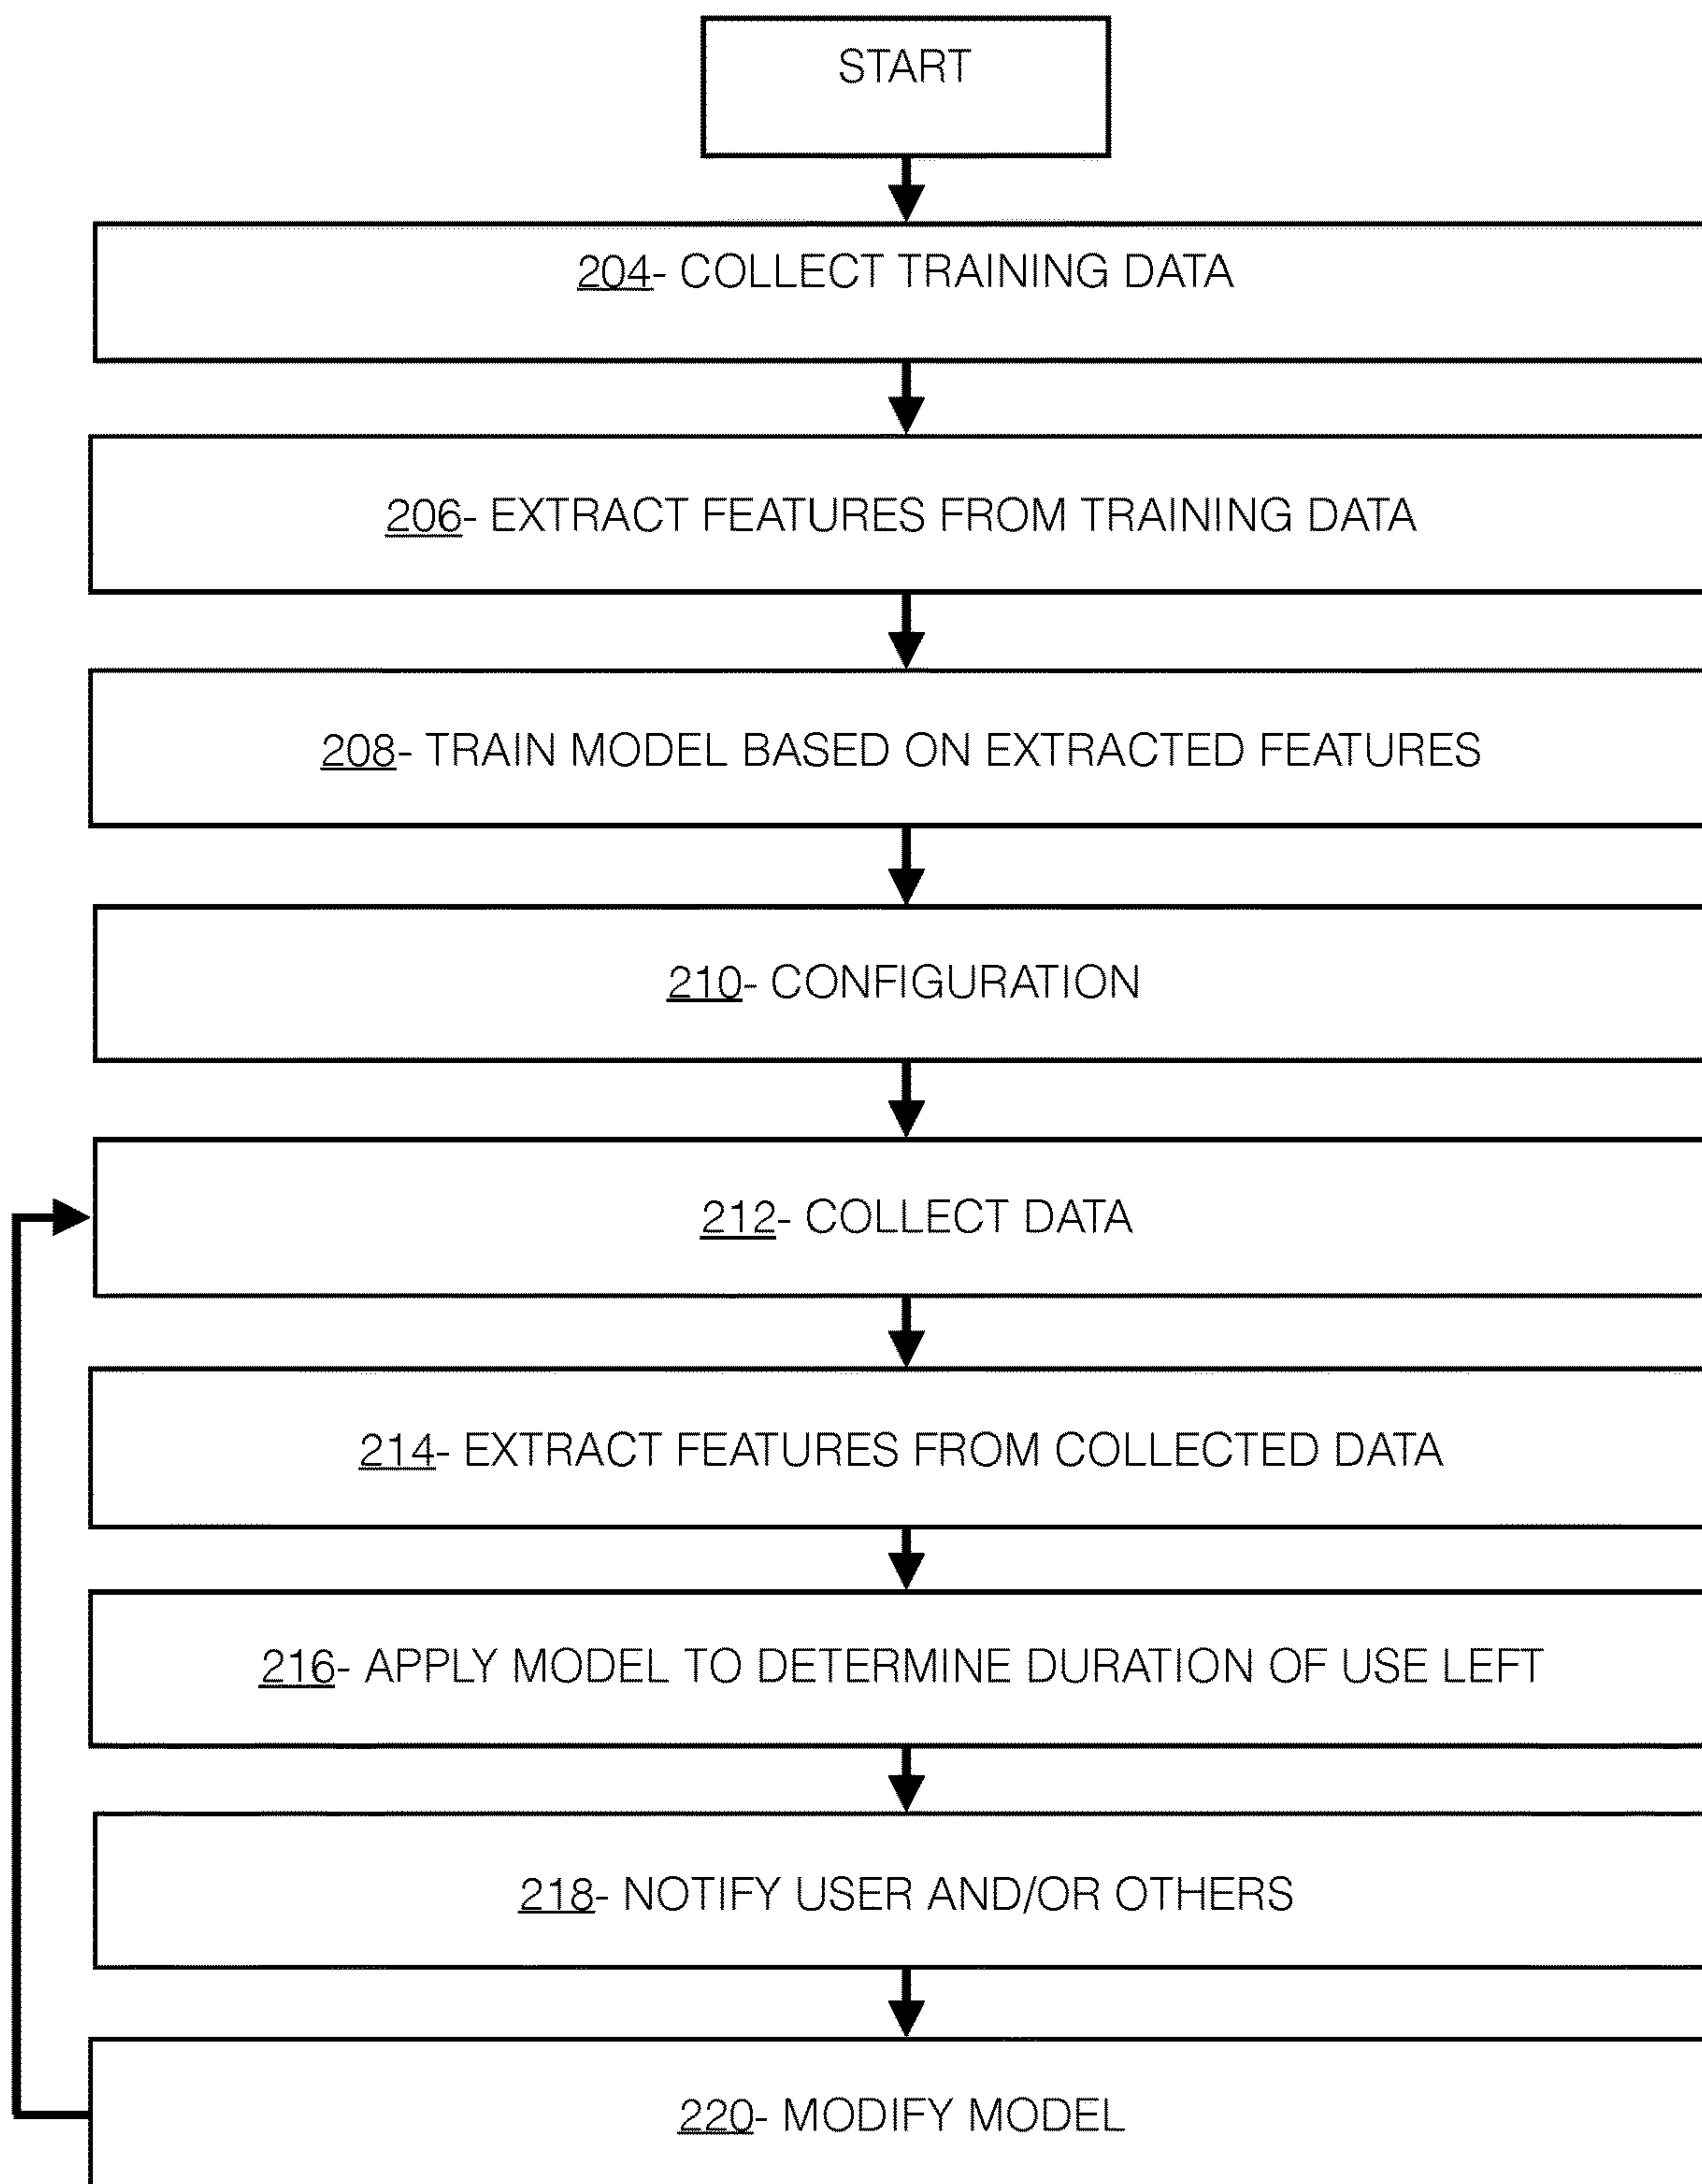 START
204- COLLECT TRAINING DATA
206- EXTRACT FEATURES FROM TRAINING DATA
208- TRAIN MODEL BASED ON EXTRACTED FEATURES
210- CONFIGURATION
212- COLLECT DATA
214- EXTRACT FEATURES FROM COLLECTED DATA
216- APPLY MODEL TO DETERMINE DURATION OF USE LEFT
218- NOTIFY USER AND/OR OTHERS
220- MODIFY MODEL